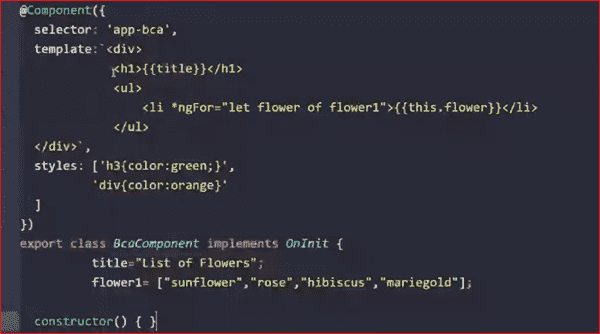 @Component({
selector: 'app-bca',
template:`<div>
<h1>{{title}}</h1>
<ul>
<li *ngFor="let flower of flower1">{{this.flower}}</li>
</ul>
</div>`,
styles: ['h3{color:green;}',
'div{color:orange}'
]
})
export class BcaComponent implements OnInit {
title="List of Flowers";
flower1= ["sunflower","rose","hibiscus","mariegold"];
constructor() { }